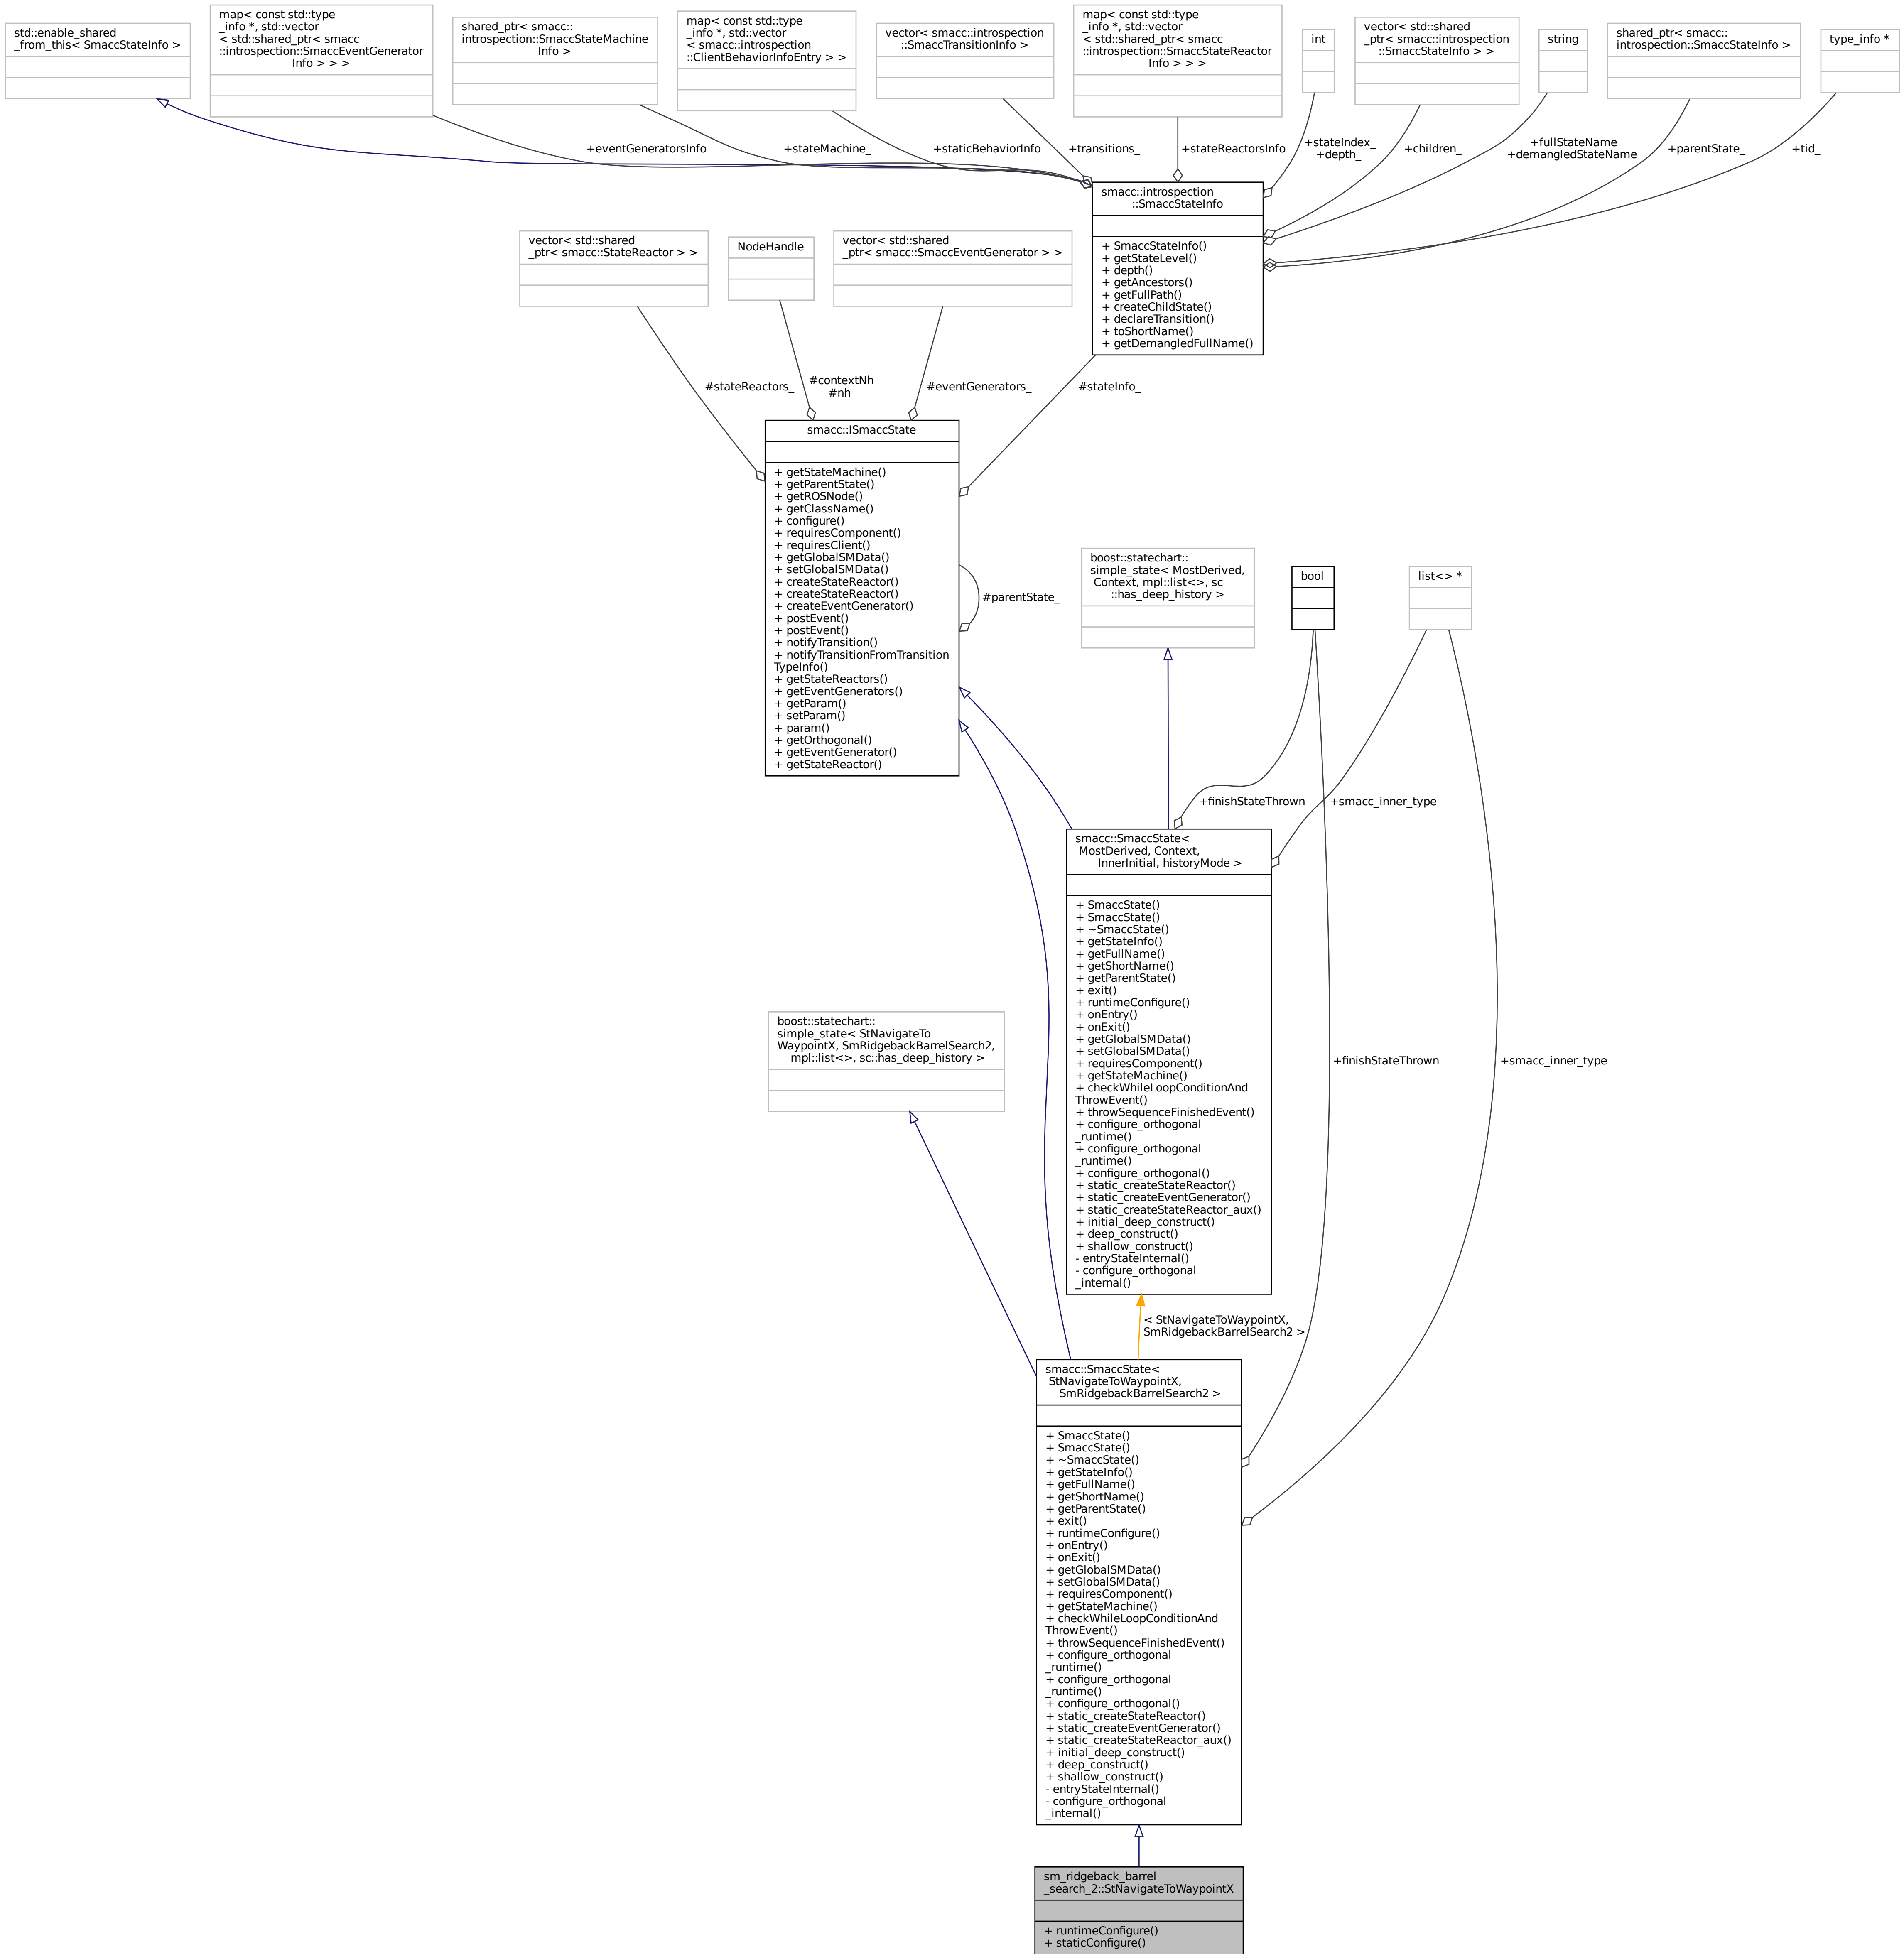 std::enable_shared
_from_this< SmaccStateInfo >
map< const std::type
_info *, std::vector
< std::shared_ptr< smacc
::introspection::SmaccEventGenerator
Info > > >
shared_ptr< smacc::
introspection::SmaccStateMachine
Info >
map< const std::type
_info *, std::vector
< smacc::introspection
::ClientBehaviorInfoEntry > >
vector< smacc::introspection
::SmaccTransitionInfo >
map< const std::type
_info *, std::vector
< std::shared_ptr< smacc
::introspection::SmaccStateReactor
Info > > >
int
vector< std::shared
_ptr< smacc::introspection
::SmaccStateInfo > >
string
shared_ptr< smacc::
introspection::SmaccStateInfo >
type_info *
+eventGeneratorsInfo
+stateMachine_
+staticBehaviorInfo
+transitions_
+stateReactorsInfo
+stateIndex_
+depth_
+children_
+fullStateName
+demangledStateName
+parentState_
+tid_
smacc::introspection
::SmaccStateInfo
+ SmaccStateInfo()
+ getStateLevel()
+ depth()
+ getAncestors()
+ getFullPath()
+ createChildState()
+ declareTransition()
+ toShortName()
+ getDemangledFullName()
vector< std::shared
_ptr< smacc::StateReactor > >
NodeHandle
vector< std::shared
_ptr< smacc::SmaccEventGenerator > >
#stateReactors_
#contextNh
#nh
#eventGenerators_
#stateInfo_
smacc::ISmaccState
+ getStateMachine()
+ getParentState()
+ getROSNode()
+ getClassName()
+ configure()
+ requiresComponent()
+ requiresClient()
+ getGlobalSMData()
+ setGlobalSMData()
+ createStateReactor()
+ createStateReactor()
+ createEventGenerator()
+ postEvent()
+ postEvent()
+ notifyTransition()
+ notifyTransitionFromTransition
TypeInfo()
+ getStateReactors()
+ getEventGenerators()
+ getParam()
+ setParam()
+ param()
+ getOrthogonal()
+ getEventGenerator()
+ getStateReactor()
#parentState_
boost::statechart::
simple_state< MostDerived,
Context, mpl::list<>, sc
::has_deep_history >
bool
list<> *
+finishStateThrown
+smacc_inner_type
smacc::SmaccState<
MostDerived, Context,
InnerInitial, historyMode >
+ SmaccState()
+ SmaccState()
+ ~SmaccState()
+ getStateInfo()
+ getFullName()
+ getShortName()
+ getParentState()
+ exit()
+ runtimeConfigure()
+ onEntry()
+ onExit()
+ getGlobalSMData()
+ setGlobalSMData()
+ requiresComponent()
+ getStateMachine()
+ checkWhileLoopConditionAnd
ThrowEvent()
+ throwSequenceFinishedEvent()
+ configure_orthogonal
_runtime()
+ configure_orthogonal
_runtime()
+ configure_orthogonal()
+ static_createStateReactor()
+ static_createEventGenerator()
+ static_createStateReactor_aux()
+ initial_deep_construct()
+ deep_construct()
+ shallow_construct()
- entryStateInternal()
- configure_orthogonal
_internal()
boost::statechart::
simple_state< StNavigateTo
WaypointX, SmRidgebackBarrelSearch2,
mpl::list<>, sc::has_deep_history >
+finishStateThrown
+smacc_inner_type
< StNavigateToWaypointX,
SmRidgebackBarrelSearch2 >
smacc::SmaccState<
StNavigateToWaypointX,
SmRidgebackBarrelSearch2 >
+ SmaccState()
+ SmaccState()
+ ~SmaccState()
+ getStateInfo()
+ getFullName()
+ getShortName()
+ getParentState()
+ exit()
+ runtimeConfigure()
+ onEntry()
+ onExit()
+ getGlobalSMData()
+ setGlobalSMData()
+ requiresComponent()
+ getStateMachine()
+ checkWhileLoopConditionAnd
ThrowEvent()
+ throwSequenceFinishedEvent()
+ configure_orthogonal
_runtime()
+ configure_orthogonal
_runtime()
+ configure_orthogonal()
+ static_createStateReactor()
+ static_createEventGenerator()
+ static_createStateReactor_aux()
+ initial_deep_construct()
+ deep_construct()
+ shallow_construct()
- entryStateInternal()
- configure_orthogonal
_internal()
sm_ridgeback_barrel
_search_2::StNavigateToWaypointX
+ runtimeConfigure()
+ staticConfigure()